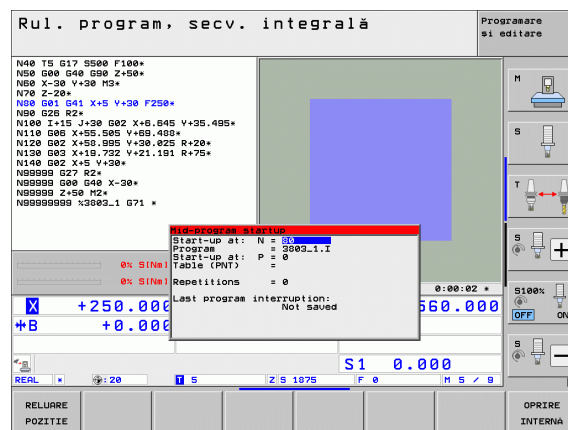 Rul. program, secv. integrală
Programare
și editare
N40 T5 G17 S500 F100*
N50 G00 G40 G90 Z+50*
N60 X-30 Y+30 M3*
N70 Z-20*
N80 G01 G41 X+5 Y+30 F250*
N90 G26 R2*
N100 I+15 J+30 G02 X+6.645 Y+35.495*
N110 G06 X+55.505 Y+69.488*
N120 G02 X+58.995 Y+30.025 R+20*
N130 G03 X+19.732 Y+21.191 R+75*
N140 G02 X+5 Y+30*
N99999 G27 R2*
N99999 G00 G40 X-30*
N99999 Z+50 M2*
N99999999 %3803_1 G71 *
Mid-program startup
Start-up at: N = 80
Program = 3803_1.I
Start-up at: P = 0
Table (PNT) =
Repetitions = 0
Last program interruption:
Not saved
0% S[Nm]
0% S[Nm]
0:00:02 *
X +250.000
560.000
*B +0.000
S1 0.000
REAL * : 20 T 5 Z S 1875 F 0 M 5 / 9
M
S
T
S +
S100%
OFF ON
S -
RELUARE
POZITIE
OPRIRE
INTERNĂ